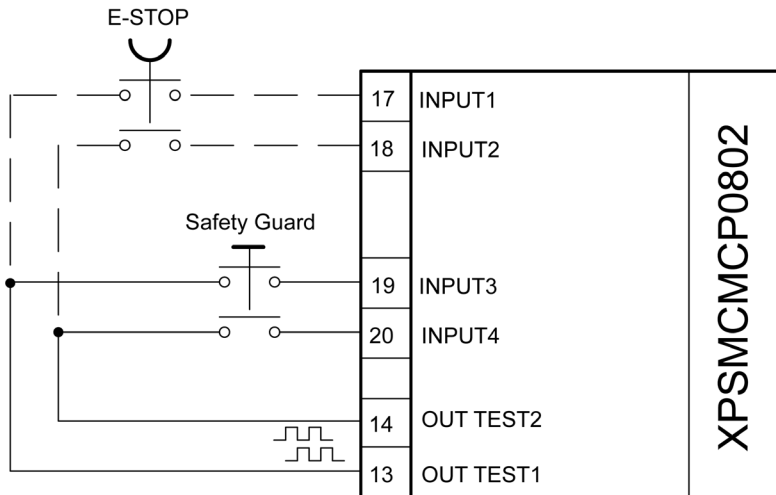 E-STOP
17 INPUT1
18 INPUT2
Safety Guard
19 INPUT3
20 INPUT4
14 OUT TEST2
13 OUT TEST1
XPSMCMCP0802